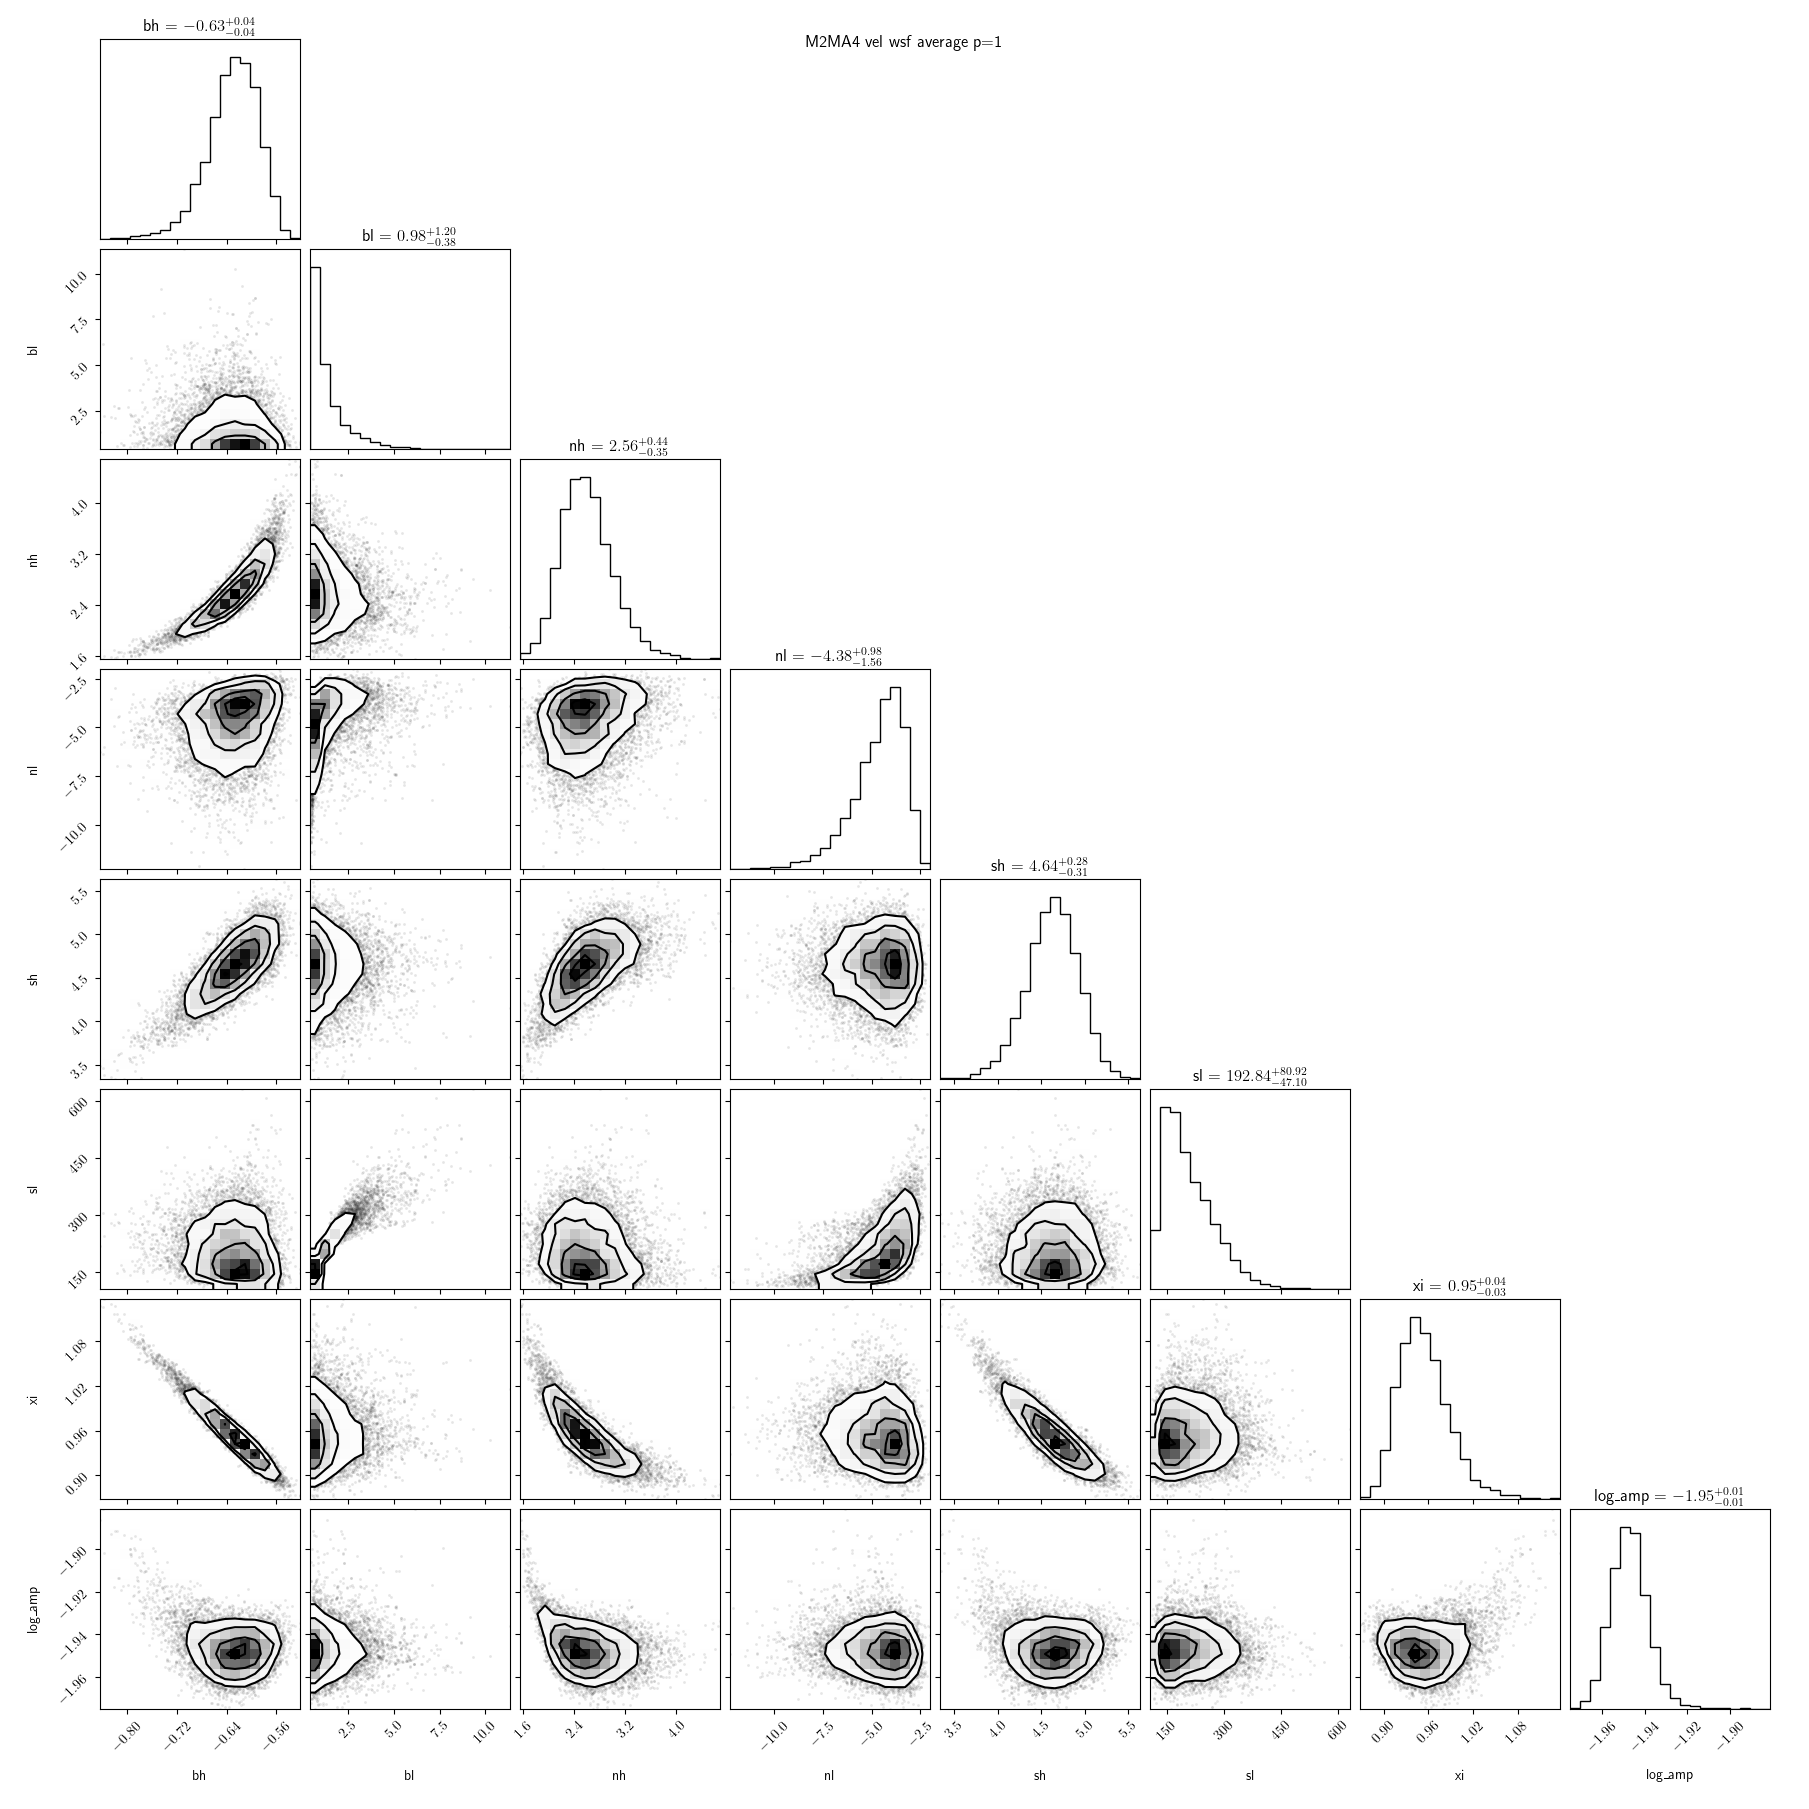 M2MA4 vel wsf average p=1
bh = −0.63 +0.04 −0.04
bl = 0.98 +1.20 −0.38
10.0
7.5
5.0
2.5
bl
nh = 2.56 +0.44 −0.35
4.0
3.2
2.4
1.6
nh
nl = −4.38 +0.98 −1.56
−2.5
−5.0
−7.5
−10.0
nl
sh = 4.64 +0.28 −0.31
5.5
5.0
4.5
4.0
3.5
sh
sl = 192.84 +80.92 −47.10
600
450
300
150
sl
xi = 0.95 +0.04 −0.03
1.08
1.02
0.96
0.90
xi
log_amp = −1.95 +0.01 −0.01
−1.90
−1.92
−1.94
−1.96
log_amp
−0.80 −0.72 −0.64 −0.56 2.5 5.0 7.5 10.0 1.6 2.4 3.2 4.0 −10.0 −7.5 −5.0 −2.5 3.5 4.0 4.5 5.0 5.5 150 300 450 600 0.90 0.96 1.02 1.08 −1.96 −1.94 −1.92 −1.90
bh bl nh nl sh sl xi log_amp